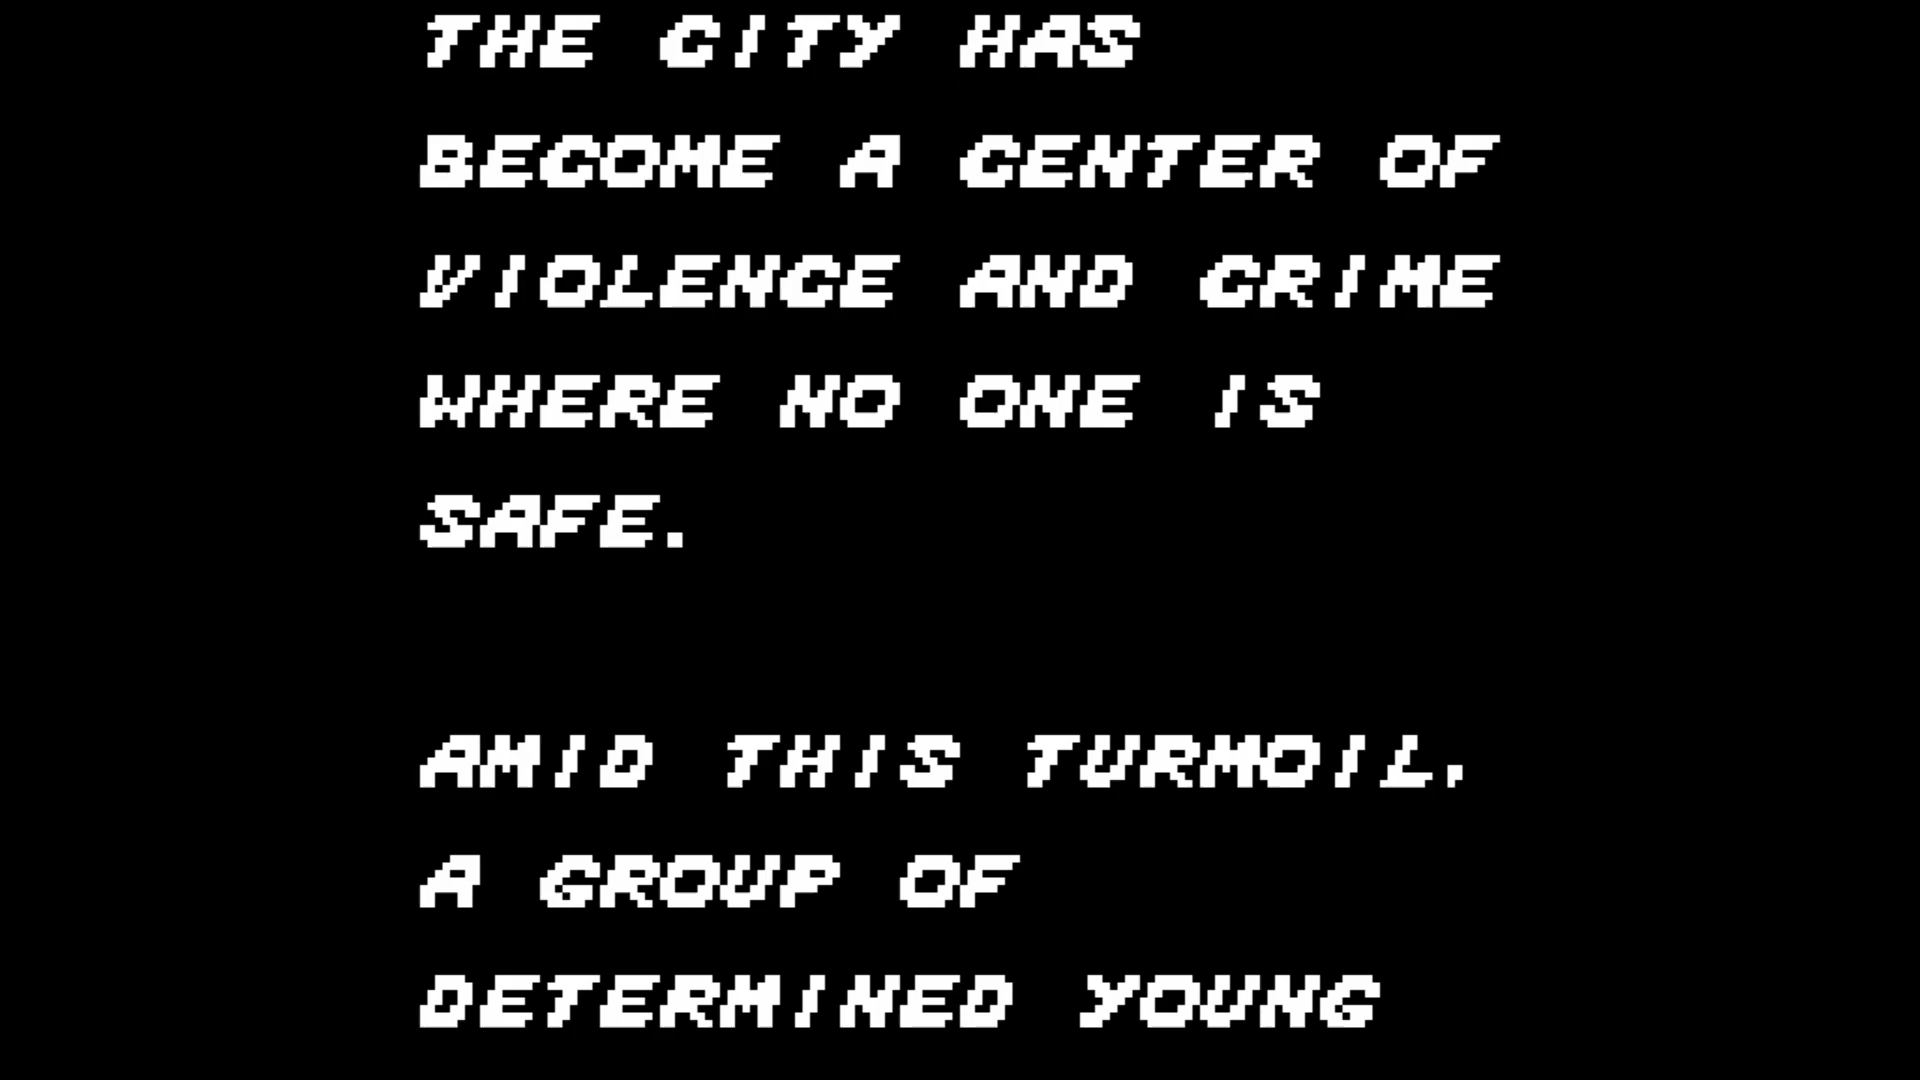 THE CITY HAS
BECOME A CENTER OF
VIOLENCE AND CRIME
WHERE NO ONE IS
SAFE.
AMID THIS TURMOIL,
A GROUP OF
DETERMINED YOUNG